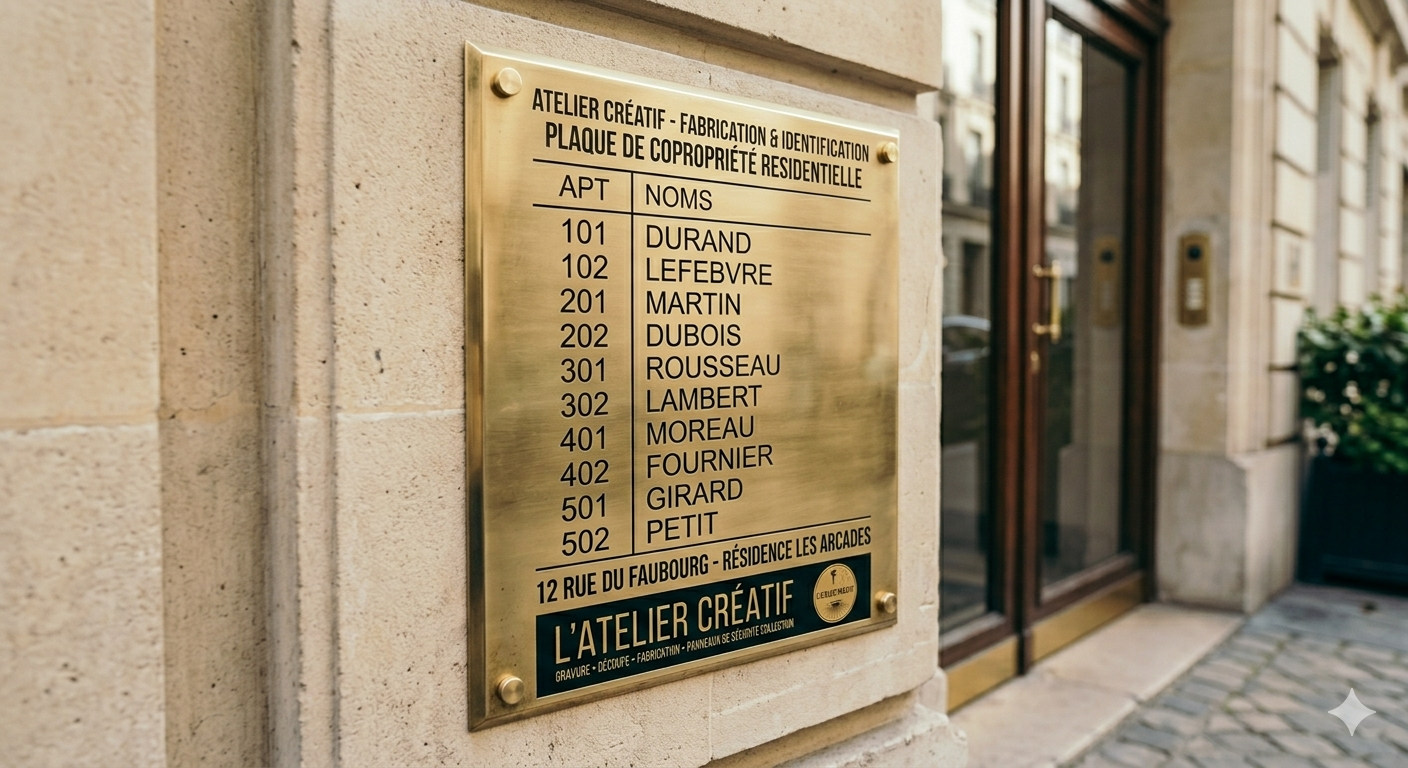 ATELIER CRÉATIF - FABRICATION & IDENTIFICATION
PLAQUE DE COPROPRIÉTÉ RESIDENTIELLE
APT NOMS
101 DURAND
102 LEFEBVRE
201 MARTIN
202 DUBOIS
301 ROUSSEAU
302 LAMBERT
401 MOREAU
402 FOURNIER
501 GIRARD
502 PETIT
12 RUE DU FAUBOURG - RÉSIDENCE LES ARCADES
L'ATELIER CRÉATIF
GRAVURE • DÉCOUPE - FABRICATION - PANNEAUX